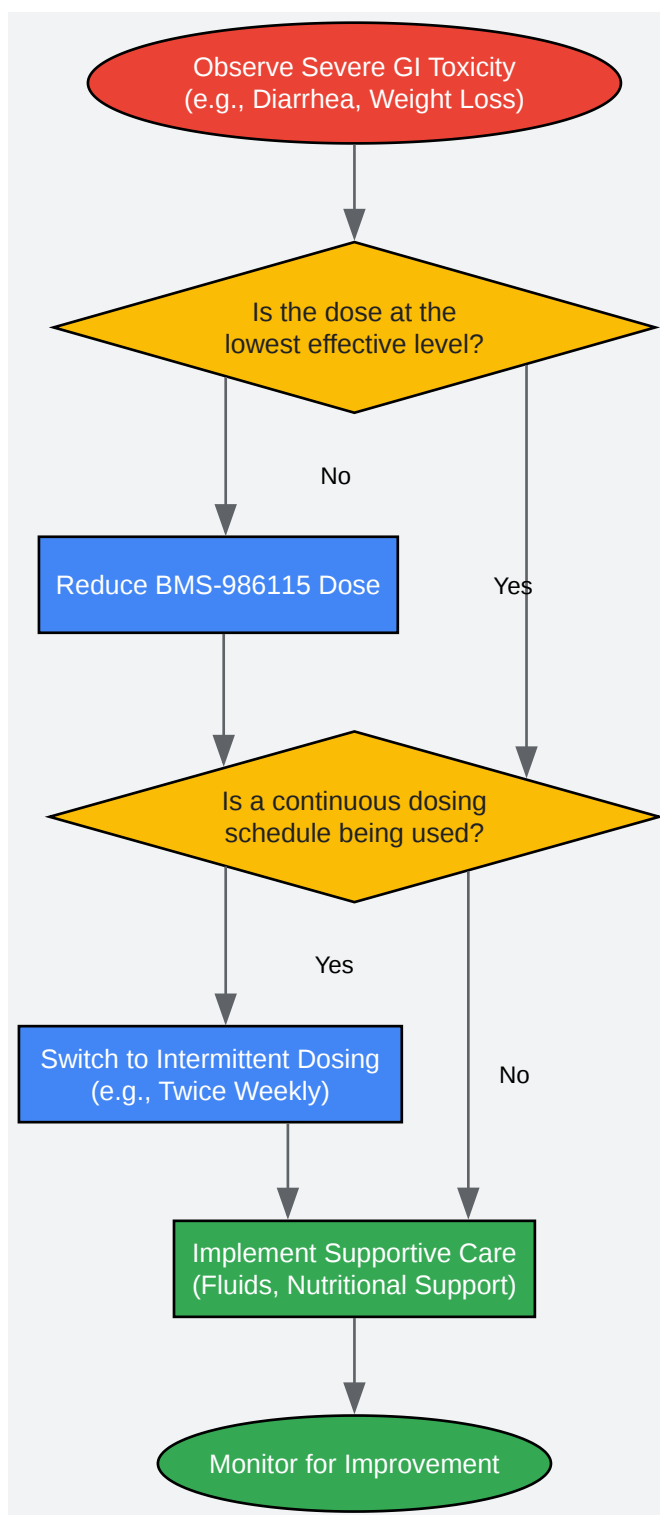 Observe Severe GI Toxicity
(e.g., Diarrhea, Weight Loss)
Is the dose at the
lowest effective level?
No
Reduce BMS-986115 Dose
Yes
Is a continuous dosing
schedule being used?
Yes
Switch to Intermittent Dosing
(e.g., Twice Weekly)
No
Implement Supportive Care
(Fluids, Nutritional Support)
Monitor for Improvement